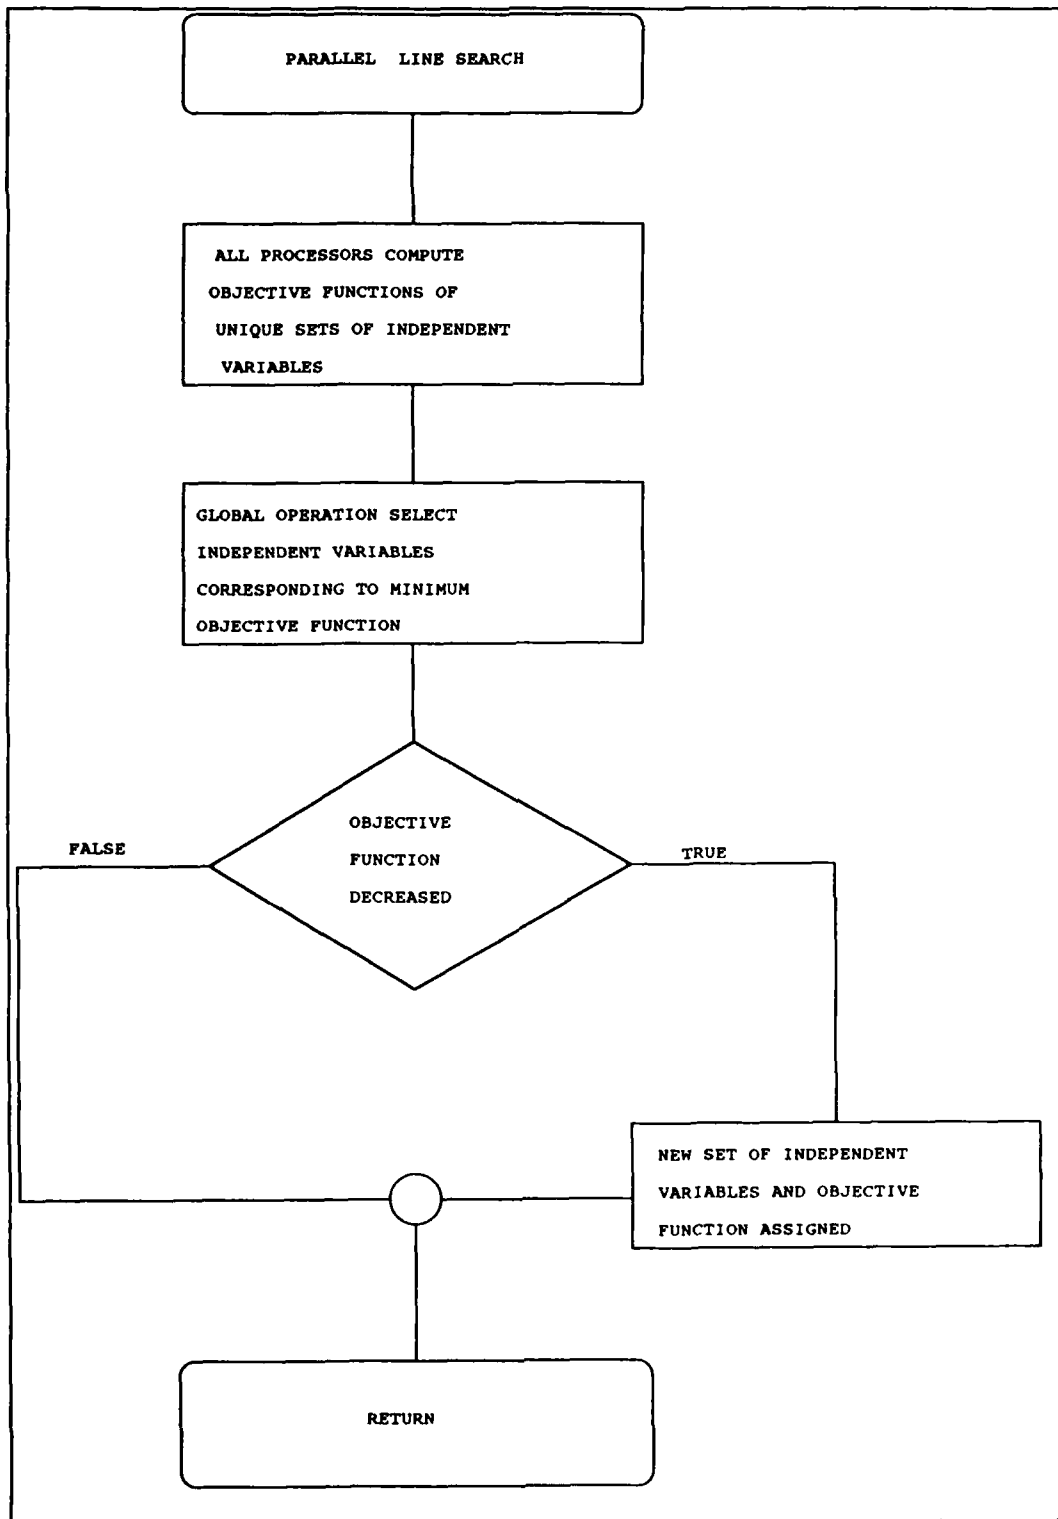 PARALLEL LINE SEARCH
ALL PROCESSORS COMPUTE
OBJECTIVE FUNCTIONS OF
UNIQUE SETS OF INDEPENDENT
VARIABLES
GLOBAL OPERATION SELECT
INDEPENDENT VARIABLES
CORRESPONDING TO MINIMUM
OBJECTIVE FUNCTION
OBJECTIVE
FUNCTION
DECREASED
FALSE
TRUE
NEW SET OF INDEPENDENT
VARIABLES AND OBJECTIVE
FUNCTION ASSIGNED
RETURN